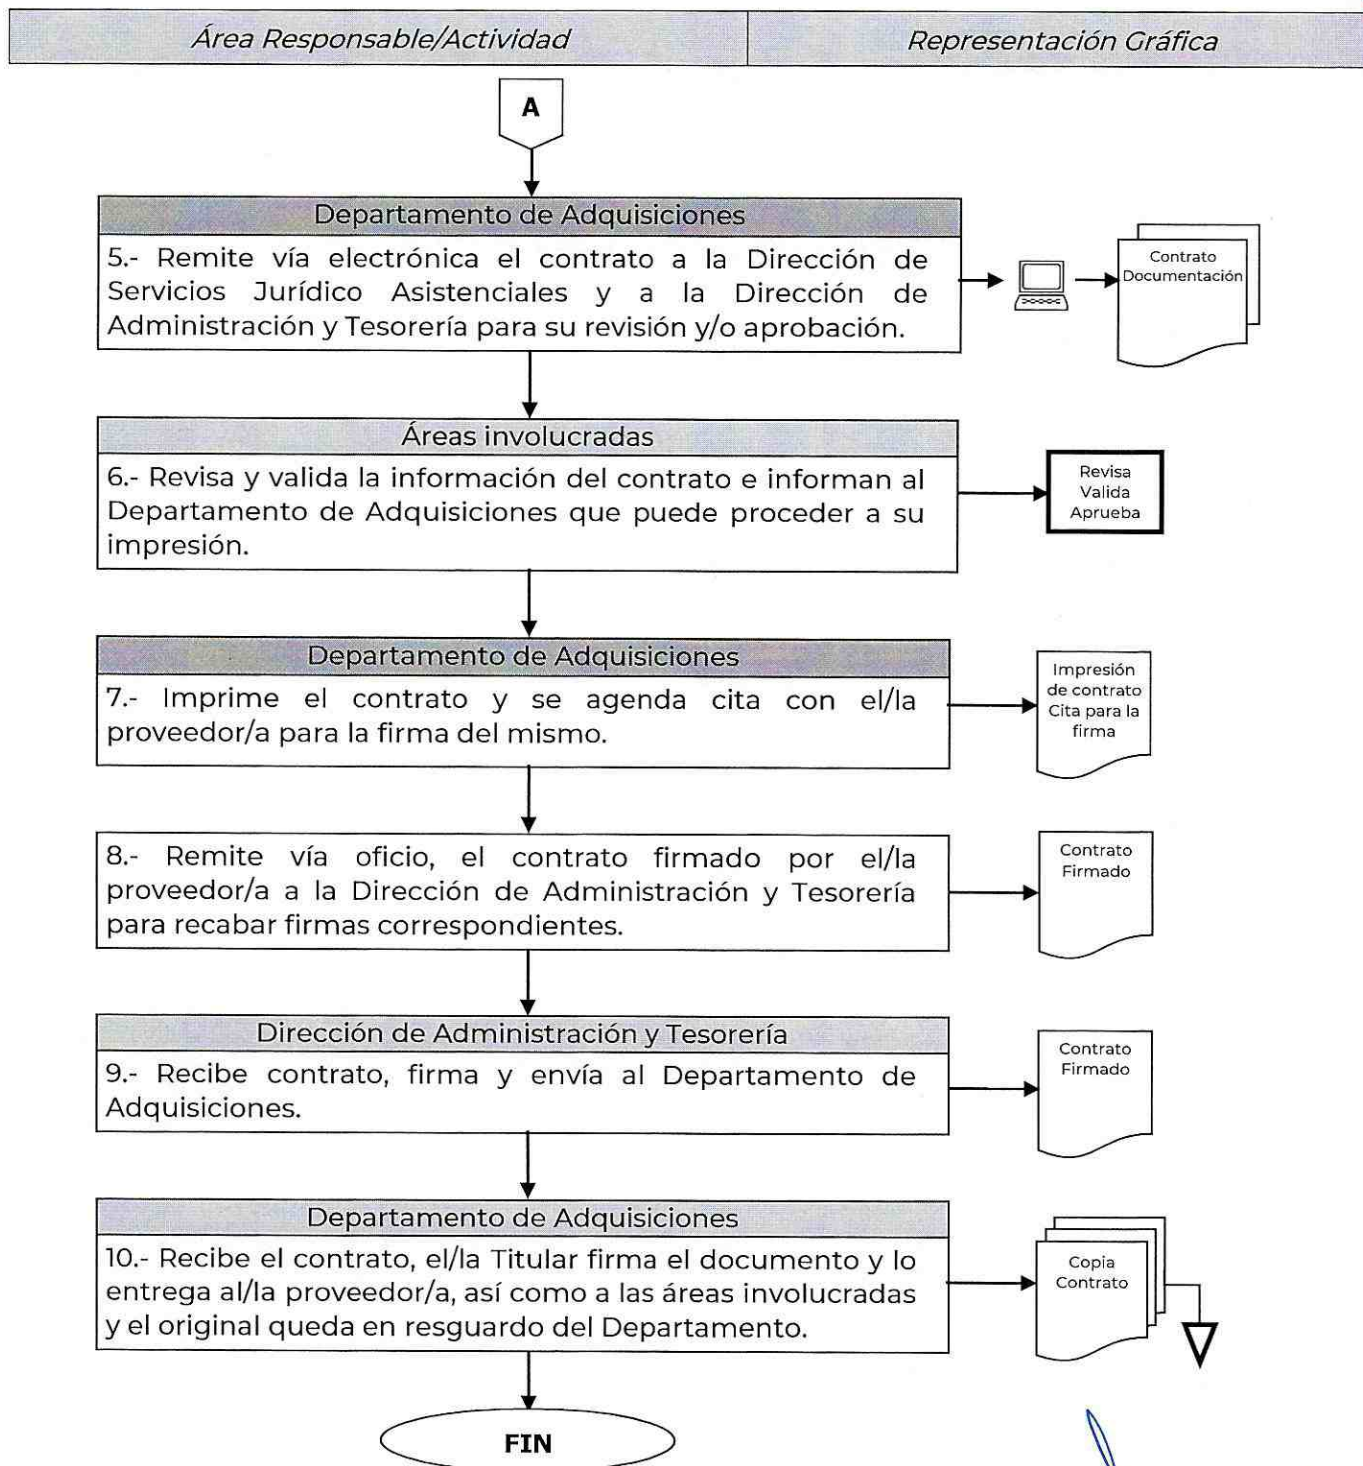 Área Responsable/Actividad
Representación Gráfica
A
Departamento de Adquisiciones
5.- Remite vía electrónica el contrato a la Dirección de
Servicios Jurídico Asistenciales y a la Dirección de
Administración y Tesorería para su revisión y/o aprobación.
Contrato
Documentación
Áreas involucradas
6.- Revisa y valida la información del contrato e informan al
Departamento de Adquisiciones que puede proceder a su
impresión.
Revisa
Valida
Aprueba
Departamento de Adquisiciones
7.- Imprime el contrato y se agenda cita con el/la
proveedor/a para la firma del mismo.
Impresión
de contrato
Cita para la
firma
8.- Remite vía oficio, el contrato firmado por el/la
proveedor/a a la Dirección de Administración y Tesorería
para recabar firmas correspondientes.
Contrato
Firmado
Dirección de Administración y Tesorería
9.- Recibe contrato, firma y envía al Departamento de
Adquisiciones.
Contrato
Firmado
Departamento de Adquisiciones
10.- Recibe el contrato, el/la Titular firma el documento y lo
entrega al/la proveedor/a, así como a las áreas involucradas
y el original queda en resguardo del Departamento.
Copia
Contrato
FIN